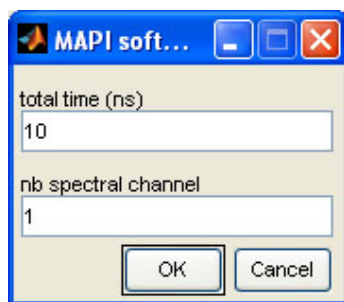 MAPI soft...
total time (ns)
10
nb spectral channel
1
OK Cancel